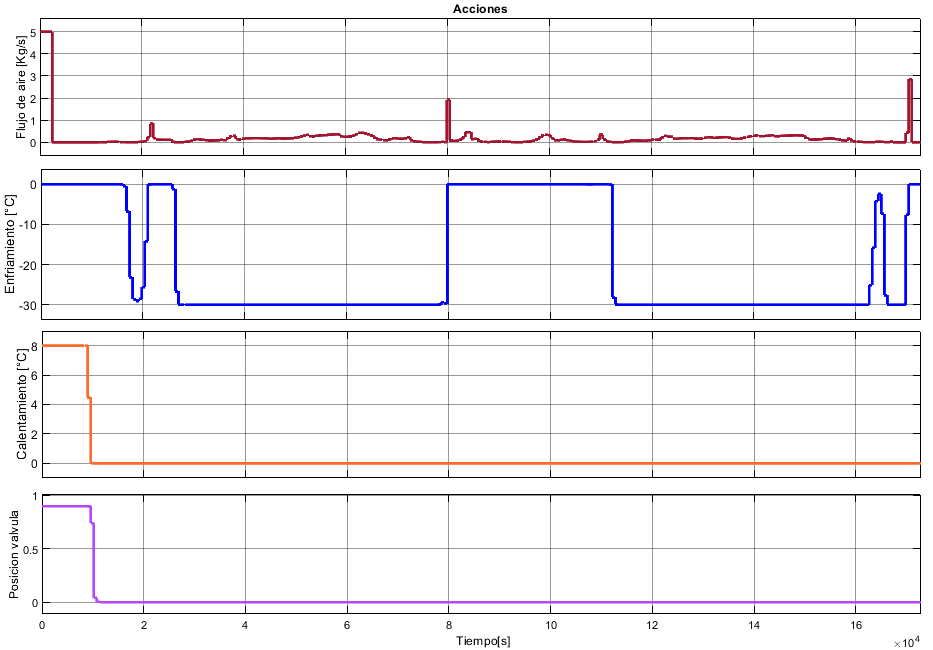 Acciones
Flujo de aire [Kg/s]
5
4
3
2
1
0
Enfriamiento [°C]
0
-10
-20
-30
Calentamiento [°C]
8
6
4
2
0
Posicion valvula
1
0.5
0
0 2 4 6 8 10 12 14 16
Tiempo[s]
×10⁴